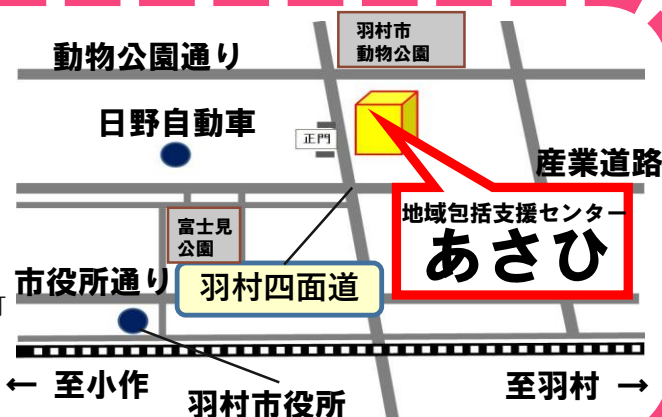 羽村市
動物公園
動物公園通り
日野自動車
正門
産業道路
地域包括支援センター
あさひ
富士見
公園
市役所通り
羽村四面道
← 至小作
羽村市役所
至羽村 →